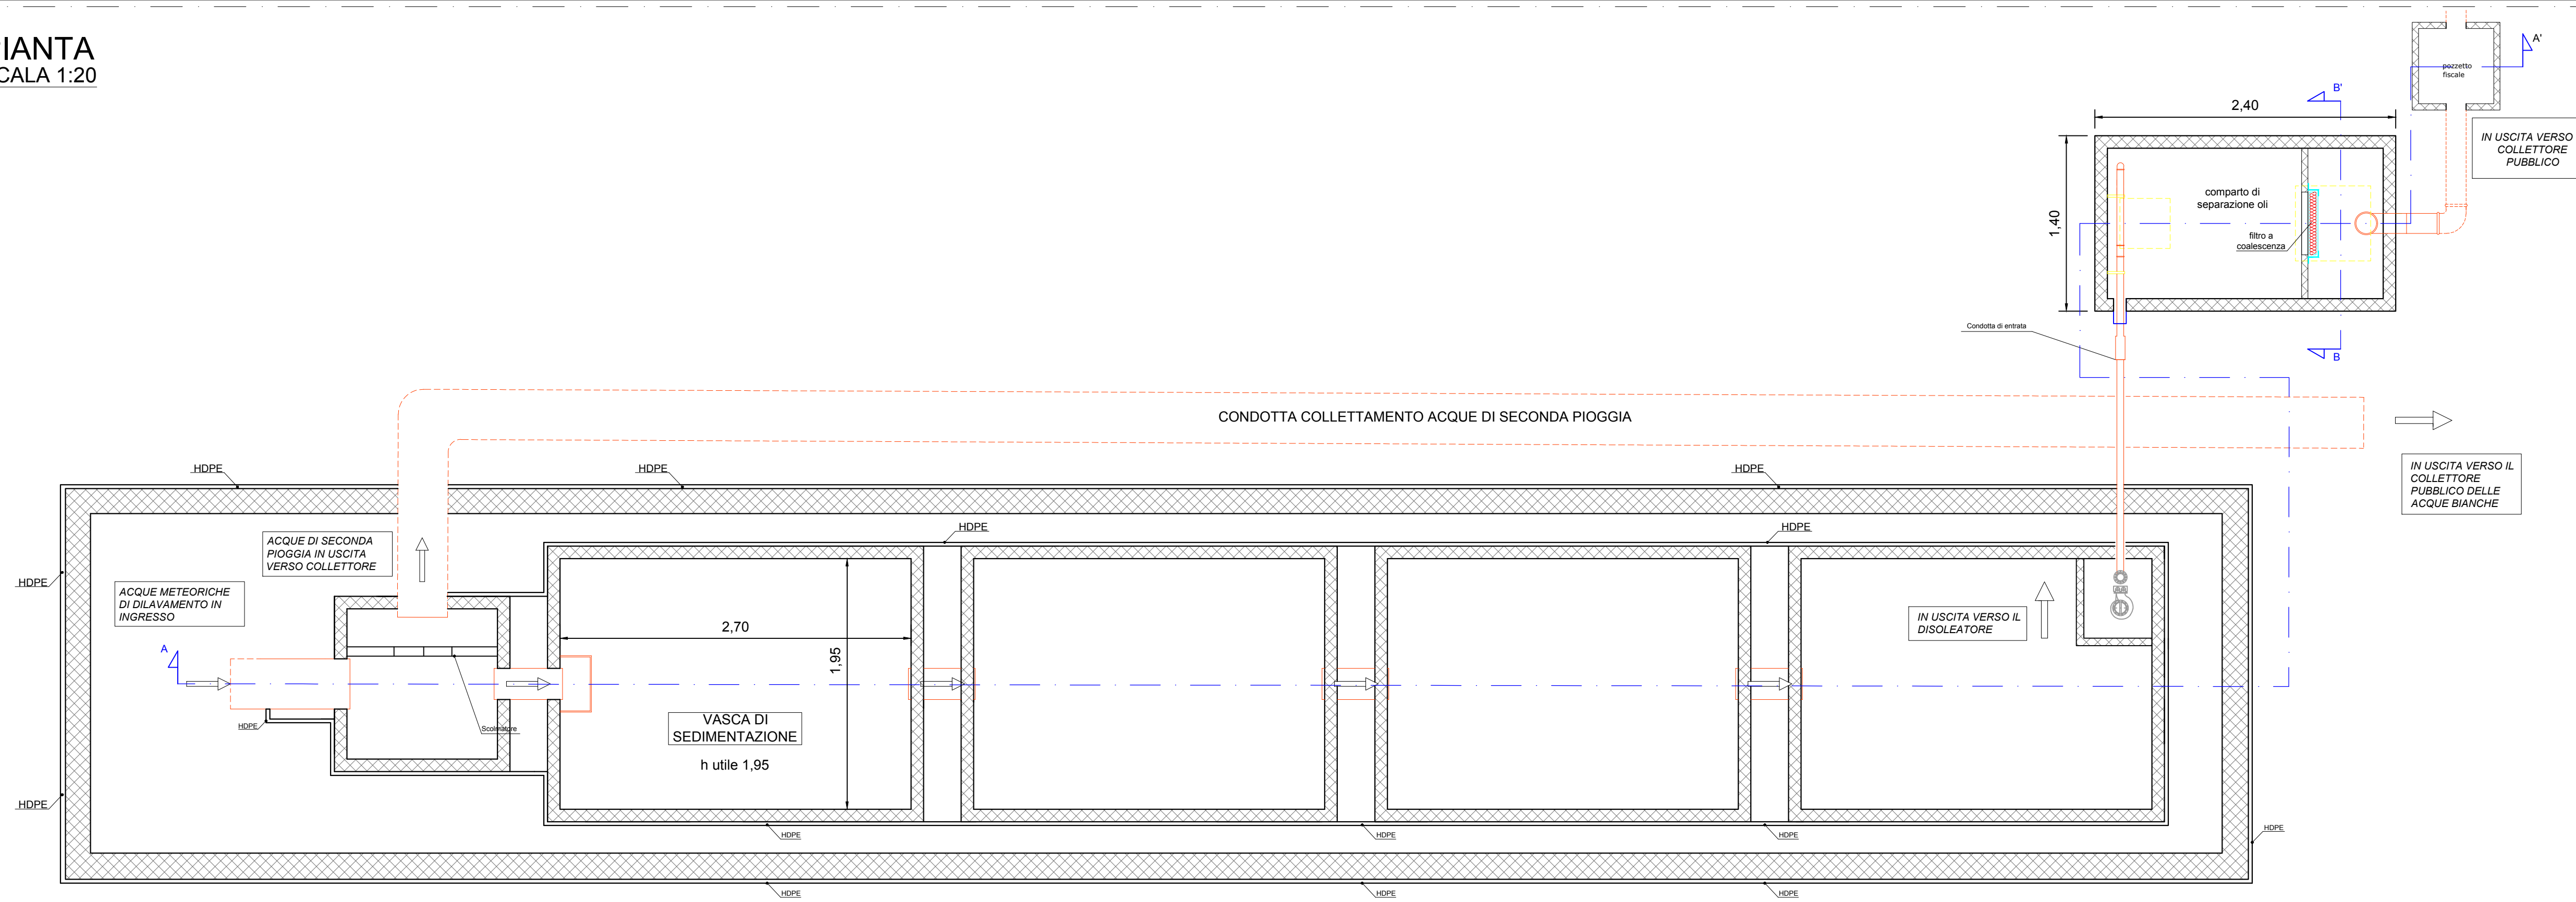 PIANTA
SCALA 1:20
A'
pozzetto
fiscale
B'
2,40
IN USCITA VERSO
COLLETTORE
PUBBLICO
comparto di
separazione oli
1,40
filtro a
coalescenza
Condotta di entrata
B
CONDOTTA COLLETTAMENTO ACQUE DI SECONDA PIOGGIA
HDPE
HDPE
HDPE
IN USCITA VERSO IL
COLLETTORE
PUBBLICO DELLE
ACQUE BIANCHE
HDPE
HDPE
ACQUE DI SECONDA
PIOGGIA IN USCITA
VERSO COLLETTORE
HDPE
ACQUE METEORICHE
DI DILAVAMENTO IN
INGRESSO
IN USCITA VERSO IL
DISOLEATORE
2,70
1,95
A
HDPE
Scolmatore
VASCA DI
SEDIMENTAZIONE
h utile 1,95
HDPE
HDPE
HDPE
HDPE
HDPE
HDPE
HDPE
HDPE